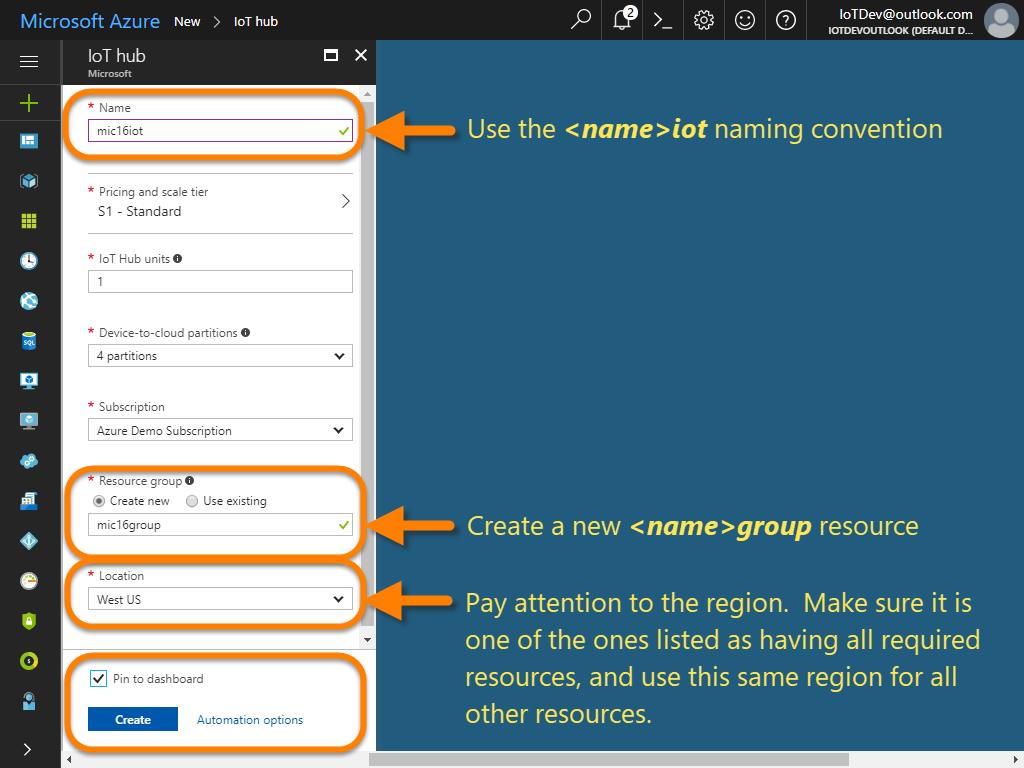 Microsoft Azure New > IoT hub
2
IoTDev@outlook.com
IOTDEVOUTLOOK (DEFAULT D...
IoT hub
Microsoft
* Name
mic16iot
Use the <name>iot naming convention
* Pricing and scale tier
S1 - Standard
* IoT Hub units
1
* Device-to-cloud partitions
4 partitions
* Subscription
Azure Demo Subscription
* Resource group
Create new Use existing
mic16group
Create a new <name>group resource
* Location
West US
Pay attention to the region. Make sure it is
one of the ones listed as having all required
resources, and use this same region for all
other resources.
Pin to dashboard
Create Automation options
SQL